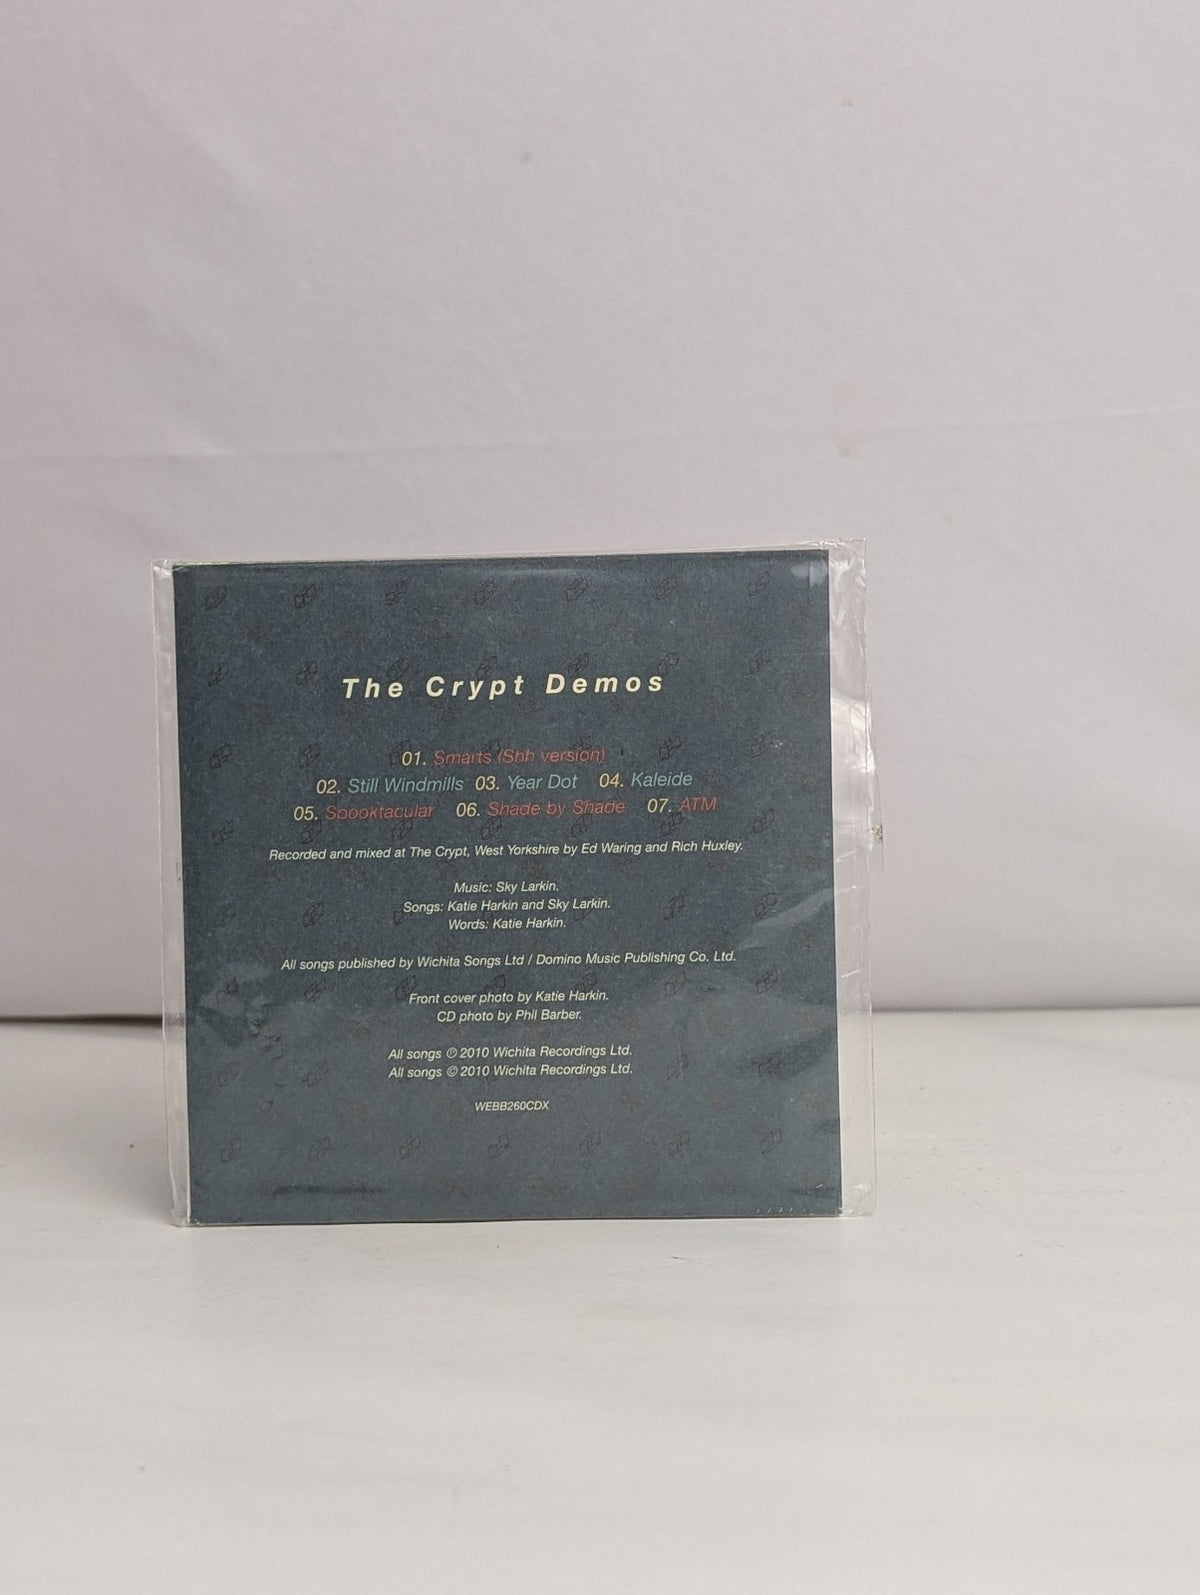 The Crypt Demos
01. Smarts (Shh version)
02. Still Windmills 03. Year Dot 04. Kaleide
05. Spooktacular 06. Shade by Shade 07. ATM
Recorded and mixed at The Crypt, West Yorkshire by Ed Waring and Rich Huxley.
Music: Sky Larkin.
Songs: Katie Harkin and Sky Larkin.
Words: Katie Harkin.
All songs published by Wichita Songs Ltd / Domino Music Publishing Co. Ltd.
Front cover photo by Katie Harkin.
CD photo by Phil Barber.
All songs ℗ 2010 Wichita Recordings Ltd.
All songs © 2010 Wichita Recordings Ltd.
WEBB260CDX